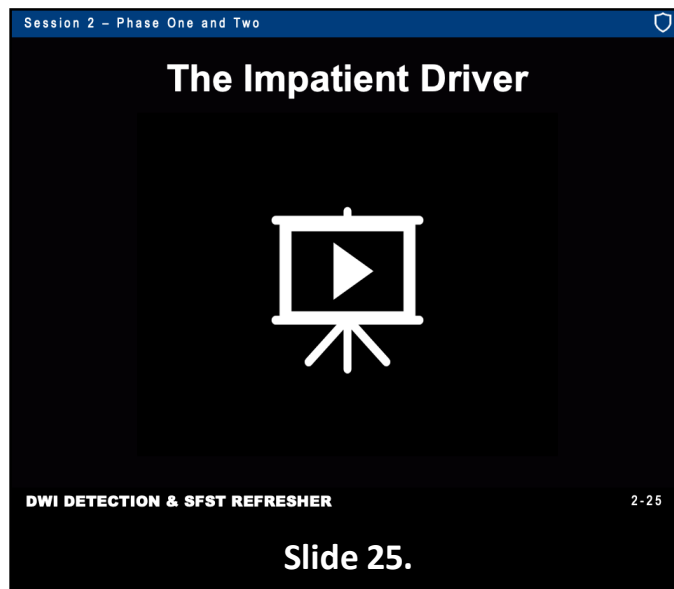 Session 2 – Phase One and Two
The Impatient Driver
DWI DETECTION & SFST REFRESHER
2-25
Slide 25.